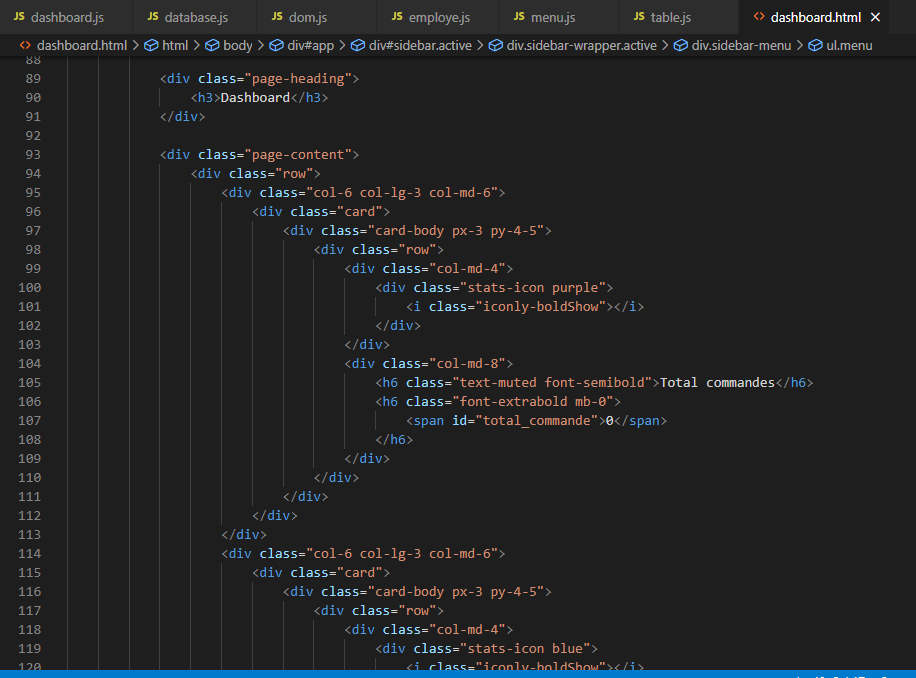 JS dashboard.js JS database.js JS dom.js JS employe.js JS menu.js JS table.js <> dashboard.html ×
<> dashboard.html > html > body > div#app > div#sidebar.active > div.sidebar-wrapper.active > div.sidebar-menu > ul.menu
88
89 <div class="page-heading">
90 <h3>Dashboard</h3>
91 </div>
92
93 <div class="page-content">
94 <div class="row">
95 <div class="col-6 col-lg-3 col-md-6">
96 <div class="card">
97 <div class="card-body px-3 py-4-5">
98 <div class="row">
99 <div class="col-md-4">
100 <div class="stats-icon purple">
101 <i class="iconly-boldShow"></i>
102 </div>
103 </div>
104 <div class="col-md-8">
105 <h6 class="text-muted font-semibold">Total commandes</h6>
106 <h6 class="font-extrabold mb-0">
107 <span id="total_commande">0</span>
108 </h6>
109 </div>
110 </div>
111 </div>
112 </div>
113 </div>
114 <div class="col-6 col-lg-3 col-md-6">
115 <div class="card">
116 <div class="card-body px-3 py-4-5">
117 <div class="row">
118 <div class="col-md-4">
119 <div class="stats-icon blue">
120 <i class="iconly-boldShow"></i>